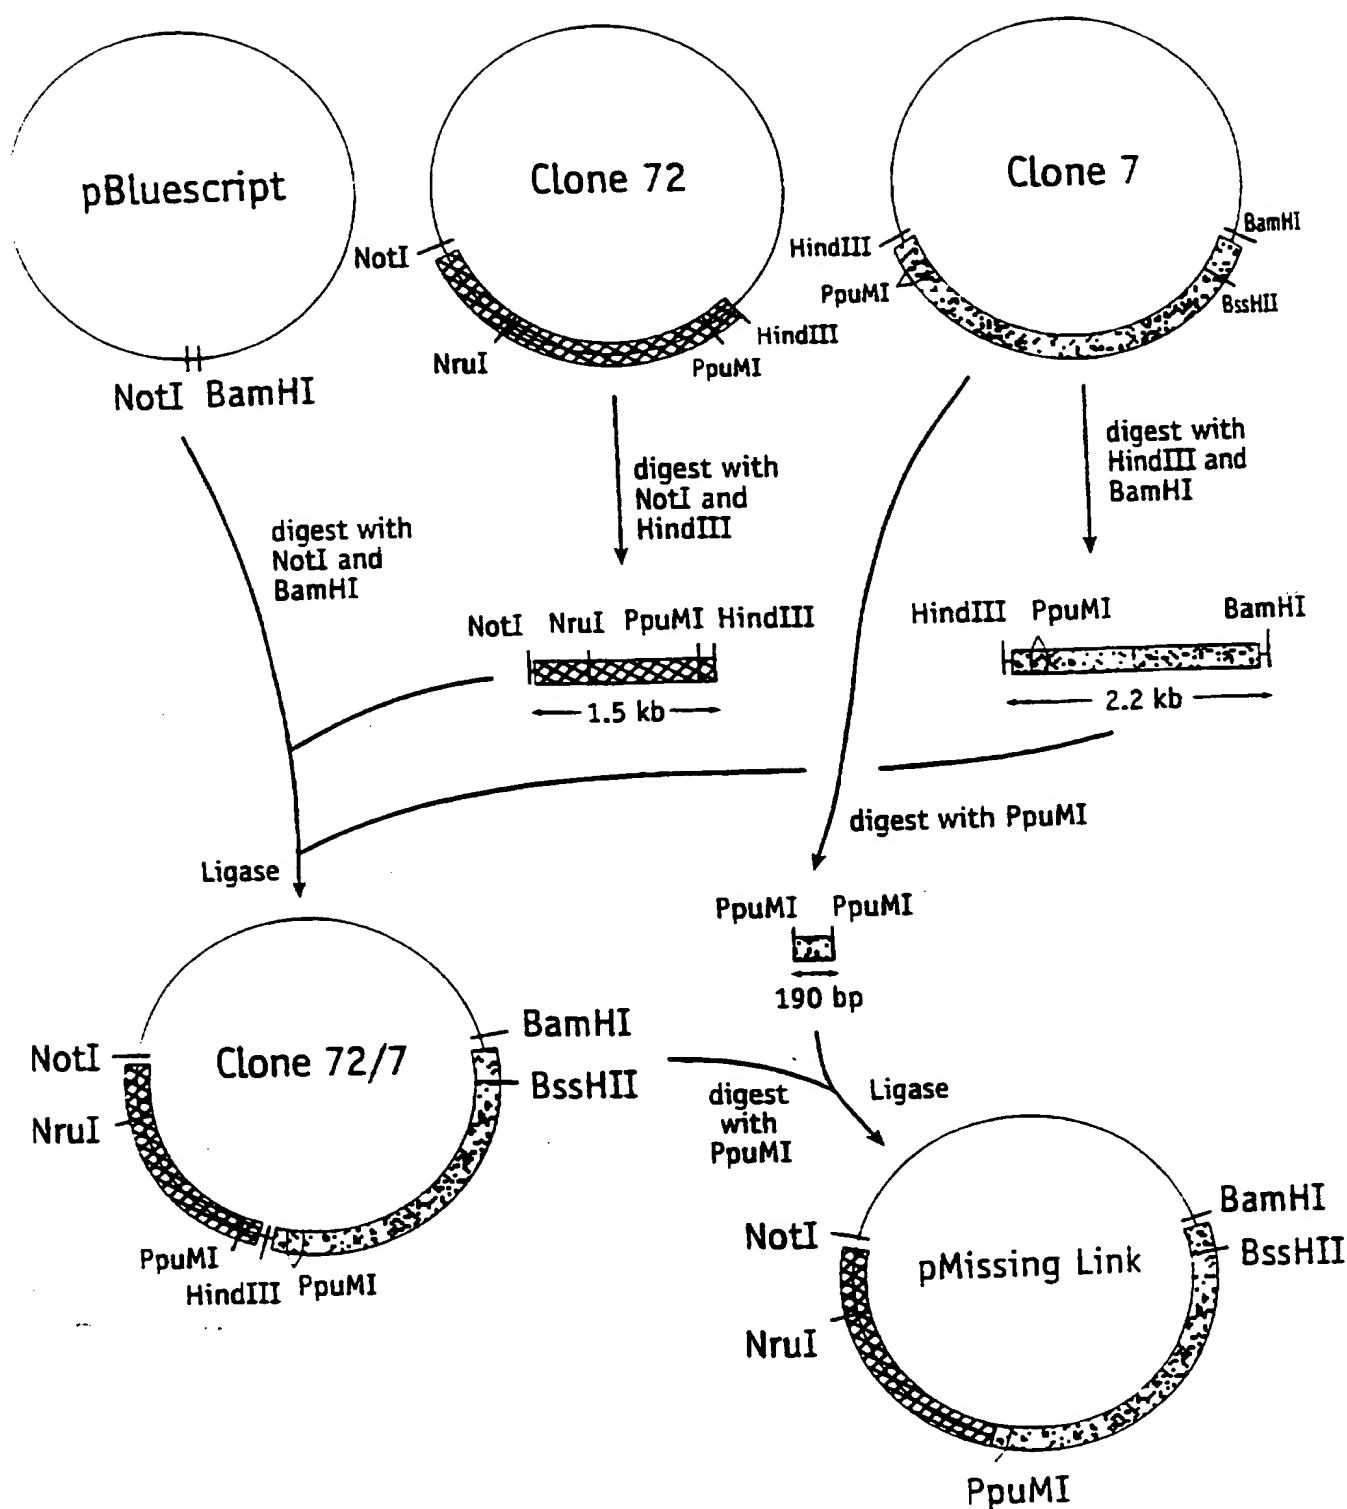 pBluescript
NotI BamHI
Clone 72
NotI
NruI
PpuMI
HindIII
Clone 7
HindIII
PpuMI
BamHI
BssHII
digest with
NotI and
BamHI
digest with
NotI and
HindIII
digest with
HindIII and
BamHI
NotI NruI PpuMI HindIII
1.5 kb
HindIII PpuMI BamHI
2.2 kb
digest with PpuMI
Ligase
PpuMI PpuMI
190 bp
Clone 72/7
NotI
NruI
PpuMI
HindIII
PpuMI
BamHI
BssHII
digest
with
PpuMI
Ligase
pMissing Link
NotI
NruI
BamHI
BssHII
PpuMI